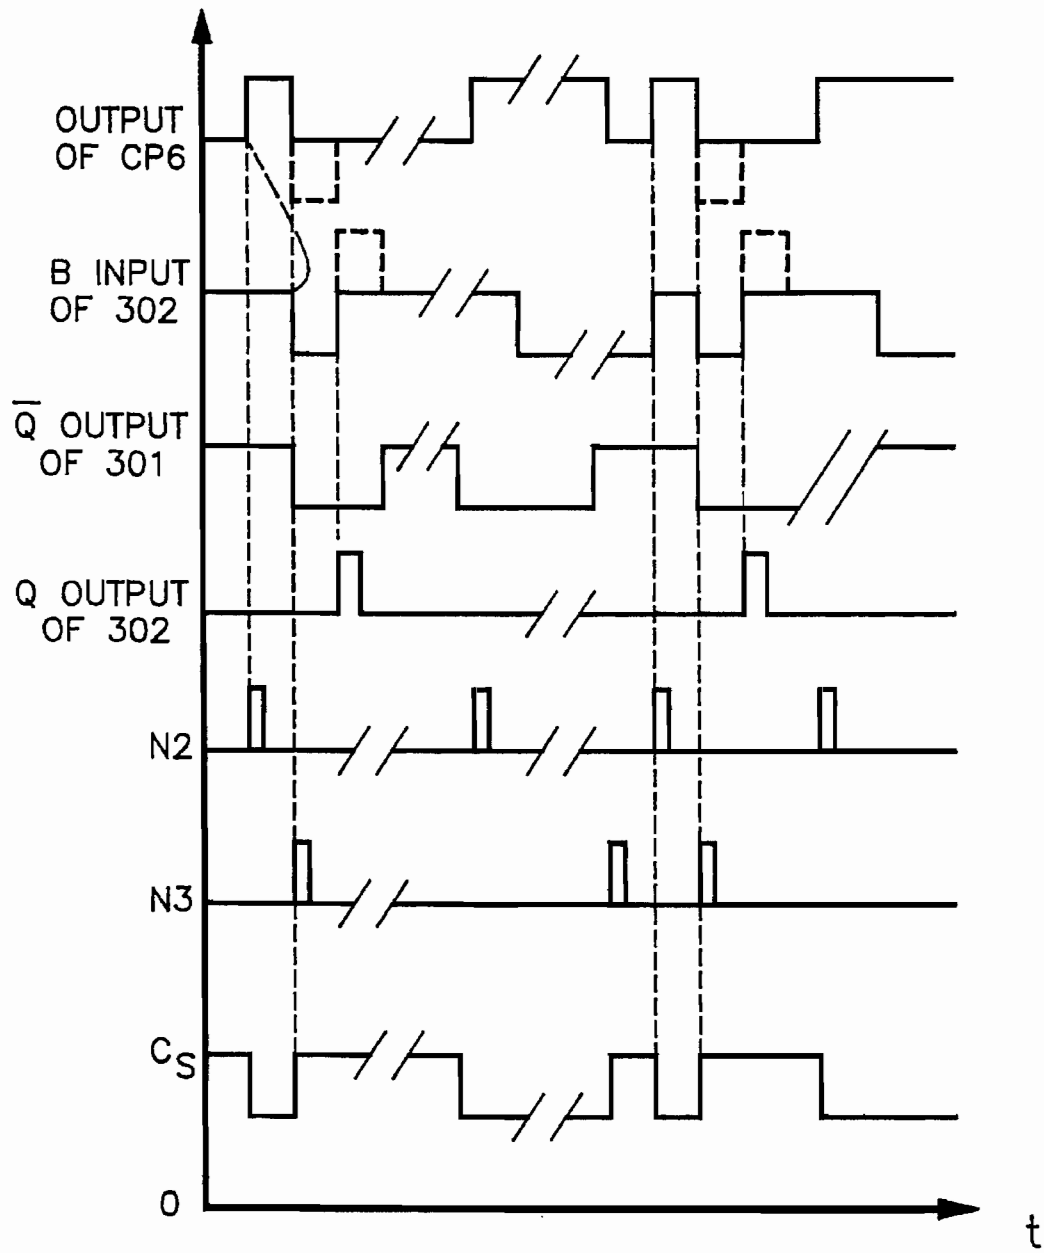 OUTPUT
OF CP6
B INPUT
OF 302
Q̅ OUTPUT
OF 301
Q OUTPUT
OF 302
N2
N3
CS
0
t